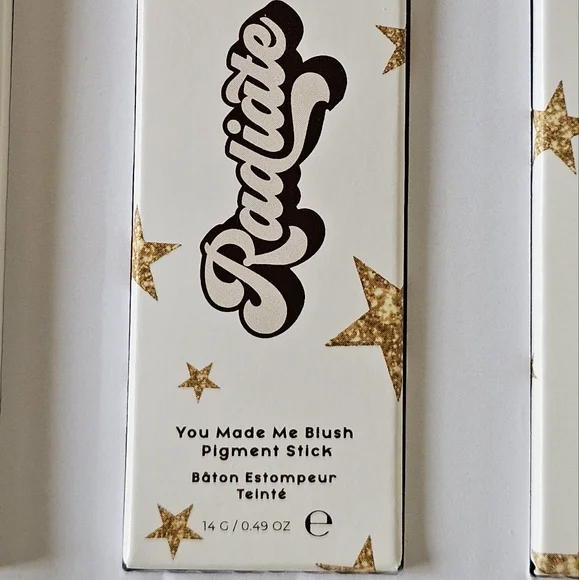 Radiate
You Made Me Blush
Pigment Stick
Bâton Estompeur
Teinté
14 G / 0.49 OZ ℮